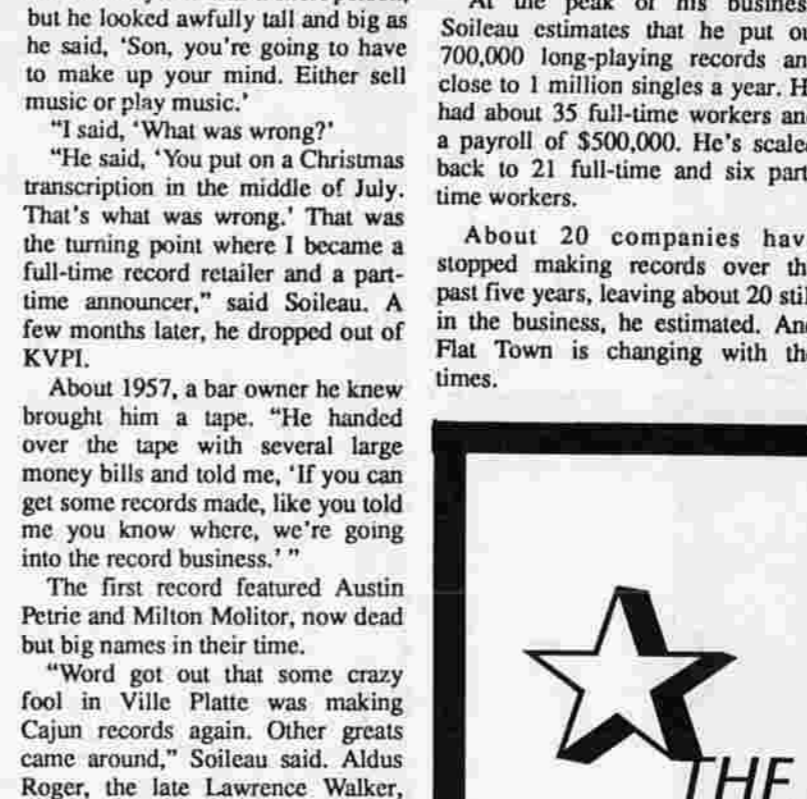 but he looked awfully tall and big as
he said, ‘Son, you’re going to have
to make up your mind. Either sell
music or play music.’
“I said, ‘What was wrong?’
“He said, ‘You put on a Christmas
transcription in the middle of July.
That’s what was wrong.’ That was
the turning point where I became a
full-time record retailer and a part-
time announcer,” said Soileau. A
few months later, he dropped out of
KVPI.
About 1957, a bar owner he knew
brought him a tape. “He handed
over the tape with several large
money bills and told me, ‘If you can
get some records made, like you told
me you know where, we’re going
into the record business.’ ”
The first record featured Austin
Petrie and Milton Molitor, now dead
but big names in their time.
“Word got out that some crazy
fool in Ville Platte was making
Cajun records again. Other greats
came around,” Soileau said. Aldus
Roger, the late Lawrence Walker,
At the peak of his busines
Soileau estimates that he put ou
700,000 long-playing records an
close to 1 million singles a year. H
had about 35 full-time workers an
a payroll of $500,000. He’s scale
back to 21 full-time and six part
time workers.
About 20 companies hav
stopped making records over th
past five years, leaving about 20 stil
in the business, he estimated. An
Flat Town is changing with th
times.
THE